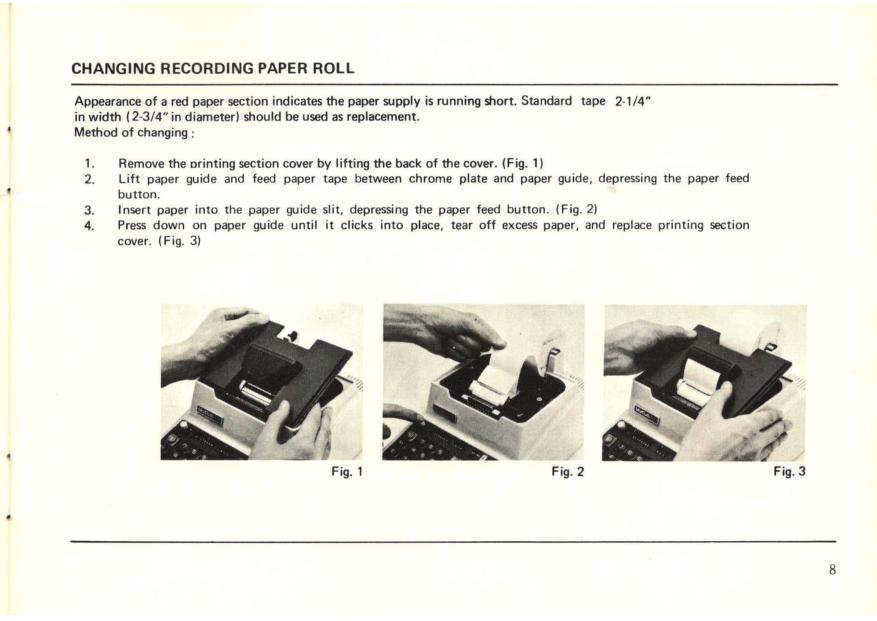 CHANGING RECORDING PAPER ROLL
Appearance of a red paper section indicates the paper supply is running short. Standard tape 2-1/4"
in width (2-3/4" in diameter) should be used as replacement.
Method of changing :
1. Remove the printing section cover by lifting the back of the cover. (Fig. 1)
2. Lift paper guide and feed paper tape between chrome plate and paper guide, depressing the paper feed
button.
3. Insert paper into the paper guide slit, depressing the paper feed button. (Fig. 2)
4. Press down on paper guide until it clicks into place, tear off excess paper, and replace printing section
cover. (Fig. 3)
Fig. 1 Fig. 2 Fig. 3
8